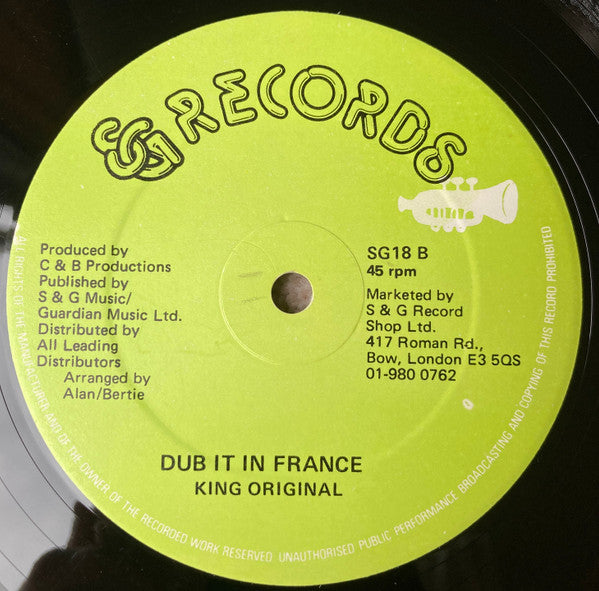 SG RECORDS
Produced by
C & B Productions
Published by
S & G Music/
Guardian Music Ltd.
Distributed by
All Leading
Distributors
Arranged by
Alan/Bertie
SG18 B
45 rpm
Marketed by
S & G Record
Shop Ltd.
417 Roman Rd.,
Bow, London E3 5QS
01-980 0762
DUB IT IN FRANCE
KING ORIGINAL
ALL RIGHTS OF THE MANUFACTURER AND OF THE OWNER OF THE RECORDED WORK RESERVED. UNAUTHORISED PUBLIC PERFORMANCE BROADCASTING AND COPYING OF THIS RECORD PROHIBITED